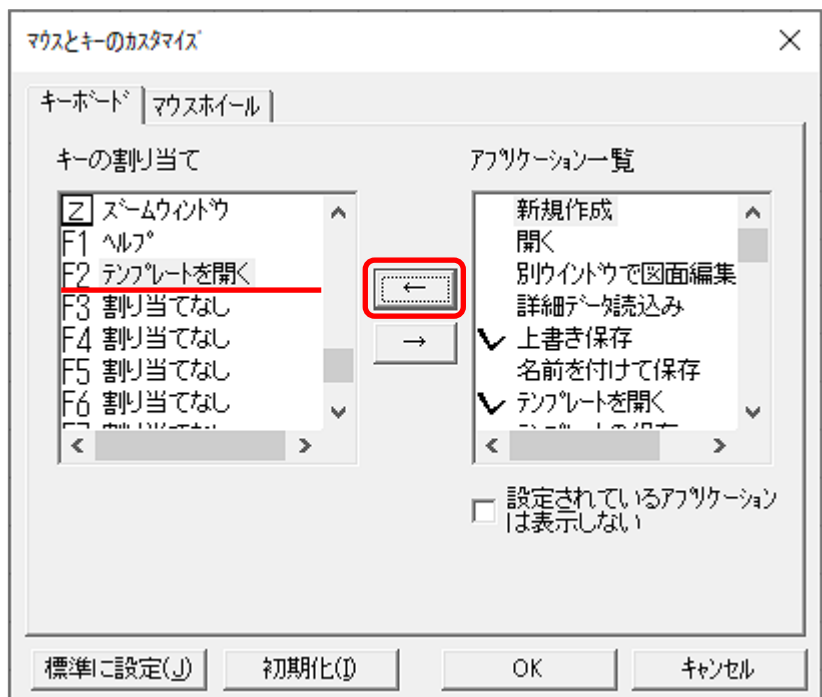 ﾏｳｽとｷｰのｶｽﾀﾏｲｽﾞ
ｷｰﾎﾞｰﾄﾞ
ﾏｳｽﾎｲｰﾙ
キーの割り当て
Z ｽﾞｰﾑｳｨﾝﾄﾞｳ
F1 ﾍﾙﾌﾟ
F2 ﾃﾝﾌﾟﾚｰﾄを開く
F3 割り当てなし
F4 割り当てなし
F5 割り当てなし
F6 割り当てなし
←
→
ｱﾌﾟﾘｹｰｼｮﾝ一覧
新規作成
開く
別ｳｲﾝﾄﾞｳで図面編集
詳細ﾃﾞｰﾀ読込み
上書き保存
名前を付けて保存
ﾃﾝﾌﾟﾚｰﾄを開く
設定されているｱﾌﾟﾘｹｰｼｮﾝ
は表示しない
標準に設定(J)
初期化(I)
OK
ｷｬﾝｾﾙ